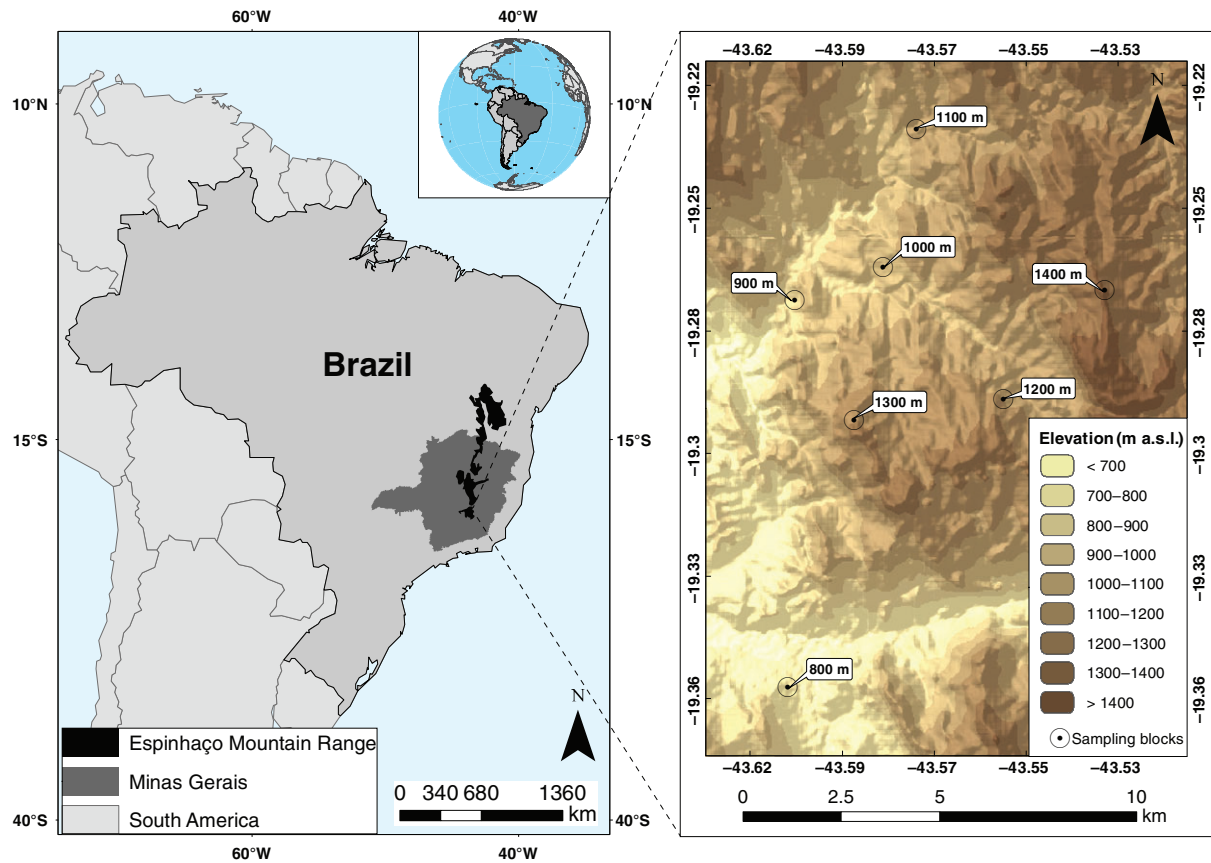 60°W
40°W
10°N
10°N
Brazil
15°S
15°S
N
Espinhaço Mountain Range
Minas Gerais
South America
0 340 680 1360
km
40°S
40°S
60°W
40°W
−43.62 −43.59 −43.57 −43.55 −43.53
−19.22
−19.22
N
1100 m
−19.25
−19.25
1000 m
900 m
1400 m
−19.28
−19.28
1200 m
1300 m
−19.3
−19.3
Elevation (m a.s.l.)
< 700
700–800
800–900
900–1000
1000–1100
1100–1200
1200–1300
1300–1400
> 1400
Sampling blocks
−19.33
−19.33
800 m
−19.36
−19.36
−43.62 −43.59 −43.57 −43.55 −43.53
0 2.5 5 10
km